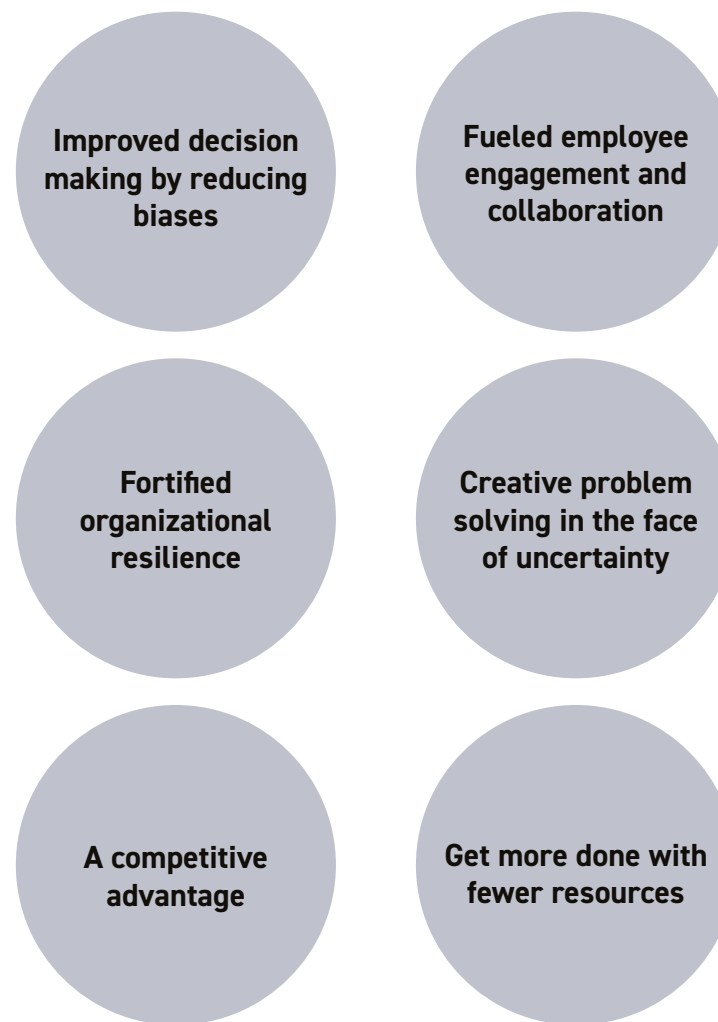 Improved decision
making by reducing
biases
Fueled employee
engagement and
collaboration
Fortified
organizational
resilience
Creative problem
solving in the face
of uncertainty
A competitive
advantage
Get more done with
fewer resources